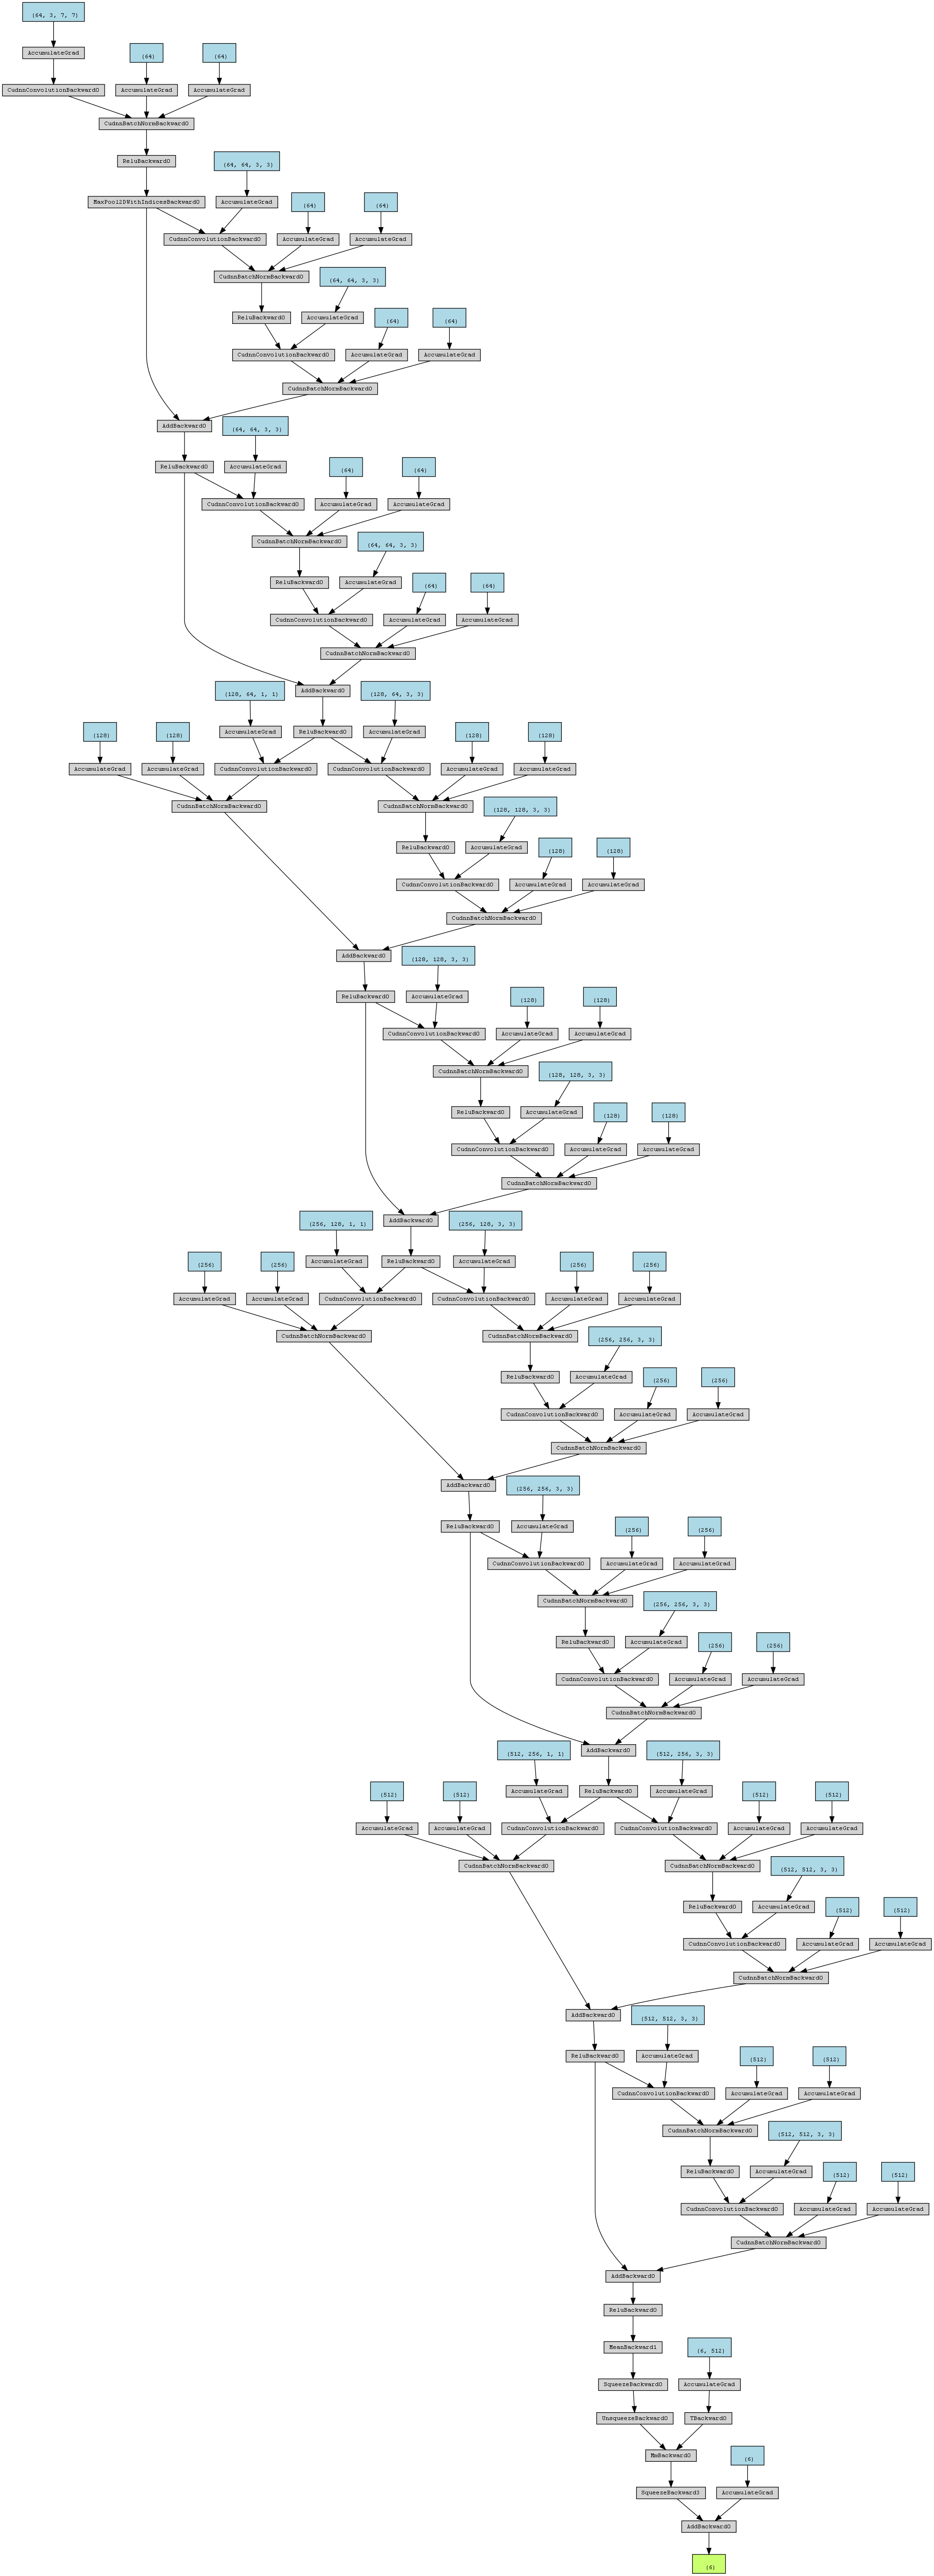 (64, 3, 7, 7)
AccumulateGrad (64) (64)
CudnnConvolutionBackward0 AccumulateGrad AccumulateGrad
CudnnBatchNormBackward0
ReluBackward0 (64, 64, 3, 3)
MaxPool2DWithIndicesBackward0 AccumulateGrad (64) (64)
CudnnConvolutionBackward0 AccumulateGrad AccumulateGrad
CudnnBatchNormBackward0 (64, 64, 3, 3)
ReluBackward0 AccumulateGrad (64) (64)
CudnnConvolutionBackward0 AccumulateGrad AccumulateGrad
CudnnBatchNormBackward0
AddBackward0 (64, 64, 3, 3)
ReluBackward0 AccumulateGrad (64) (64)
CudnnConvolutionBackward0 AccumulateGrad AccumulateGrad
CudnnBatchNormBackward0 (64, 64, 3, 3)
ReluBackward0 AccumulateGrad (64) (64)
CudnnConvolutionBackward0 AccumulateGrad AccumulateGrad
CudnnBatchNormBackward0
(128, 64, 1, 1) AddBackward0 (128, 64, 3, 3)
(128) (128) AccumulateGrad ReluBackward0 AccumulateGrad (128) (128)
AccumulateGrad AccumulateGrad CudnnConvolutionBackward0 CudnnConvolutionBackward0 AccumulateGrad AccumulateGrad
CudnnBatchNormBackward0 CudnnBatchNormBackward0 (128, 128, 3, 3)
ReluBackward0 AccumulateGrad (128) (128)
CudnnConvolutionBackward0 AccumulateGrad AccumulateGrad
CudnnBatchNormBackward0
AddBackward0 (128, 128, 3, 3)
ReluBackward0 AccumulateGrad (128) (128)
CudnnConvolutionBackward0 AccumulateGrad AccumulateGrad
CudnnBatchNormBackward0 (128, 128, 3, 3)
ReluBackward0 AccumulateGrad (128) (128)
CudnnConvolutionBackward0 AccumulateGrad AccumulateGrad
CudnnBatchNormBackward0
(256, 128, 1, 1) AddBackward0 (256, 128, 3, 3)
(256) (256) AccumulateGrad ReluBackward0 AccumulateGrad (256) (256)
AccumulateGrad AccumulateGrad CudnnConvolutionBackward0 CudnnConvolutionBackward0 AccumulateGrad AccumulateGrad
CudnnBatchNormBackward0 CudnnBatchNormBackward0 (256, 256, 3, 3)
ReluBackward0 AccumulateGrad (256) (256)
CudnnConvolutionBackward0 AccumulateGrad AccumulateGrad
CudnnBatchNormBackward0
AddBackward0 (256, 256, 3, 3)
ReluBackward0 AccumulateGrad (256) (256)
CudnnConvolutionBackward0 AccumulateGrad AccumulateGrad
CudnnBatchNormBackward0 (256, 256, 3, 3)
ReluBackward0 AccumulateGrad (256) (256)
CudnnConvolutionBackward0 AccumulateGrad AccumulateGrad
CudnnBatchNormBackward0
(512, 256, 1, 1) AddBackward0 (512, 256, 3, 3)
(512) (512) AccumulateGrad ReluBackward0 AccumulateGrad (512) (512)
AccumulateGrad AccumulateGrad CudnnConvolutionBackward0 CudnnConvolutionBackward0 AccumulateGrad AccumulateGrad
CudnnBatchNormBackward0 CudnnBatchNormBackward0 (512, 512, 3, 3)
ReluBackward0 AccumulateGrad (512) (512)
CudnnConvolutionBackward0 AccumulateGrad AccumulateGrad
CudnnBatchNormBackward0
AddBackward0 (512, 512, 3, 3)
ReluBackward0 AccumulateGrad (512) (512)
CudnnConvolutionBackward0 AccumulateGrad AccumulateGrad
CudnnBatchNormBackward0 (512, 512, 3, 3)
ReluBackward0 AccumulateGrad (512) (512)
CudnnConvolutionBackward0 AccumulateGrad AccumulateGrad
CudnnBatchNormBackward0
AddBackward0
ReluBackward0
MeanBackward1 (6, 512)
SqueezeBackward0 AccumulateGrad
UnsqueezeBackward0 TBackward0
MmBackward0 (6)
SqueezeBackward3 AccumulateGrad
AddBackward0
(6)